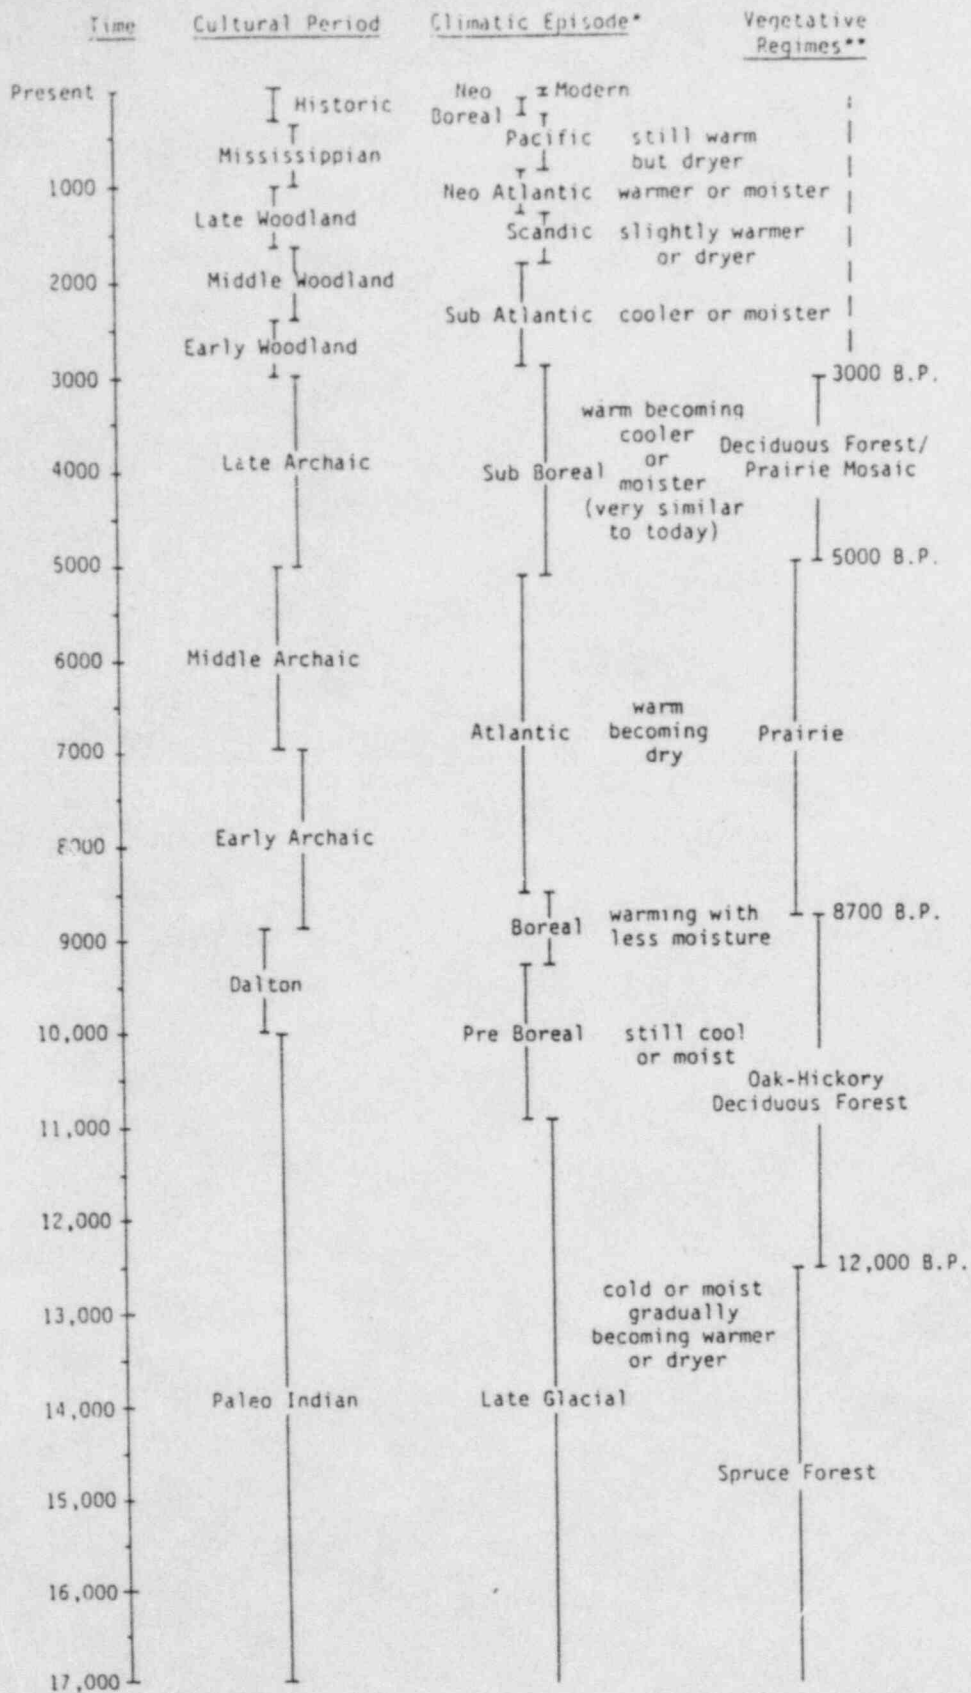 Time Cultural Period Climatic Episode* Vegetative
Regimes**
Present Historic Neo Modern
Boreal
Mississippian Pacific still warm
but dryer
1000 Neo Atlantic warmer or moister
Late Woodland Scandic slightly warmer
or dryer
2000 Middle Woodland
Sub Atlantic cooler or moister
Early Woodland
3000 3000 B.P.
warm becoming
cooler
4000 Late Archaic Sub Boreal or Deciduous Forest/
moister Prairie Mosaic
(very similar
to today)
5000 5000 B.P.
6000 Middle Archaic
warm
7000 Atlantic becoming Prairie
dry
8000 Early Archaic
8700 B.P.
9000 Boreal warming with
less moisture
Dalton
10,000 Pre Boreal still cool
or moist
Oak-Hickory
Deciduous Forest
11,000
12,000
12,000 B.P.
13,000 cold or moist
gradually
becoming warmer
or dryer
14,000 Paleo Indian Late Glacial
Spruce Forest
15,000
16,000
17,000